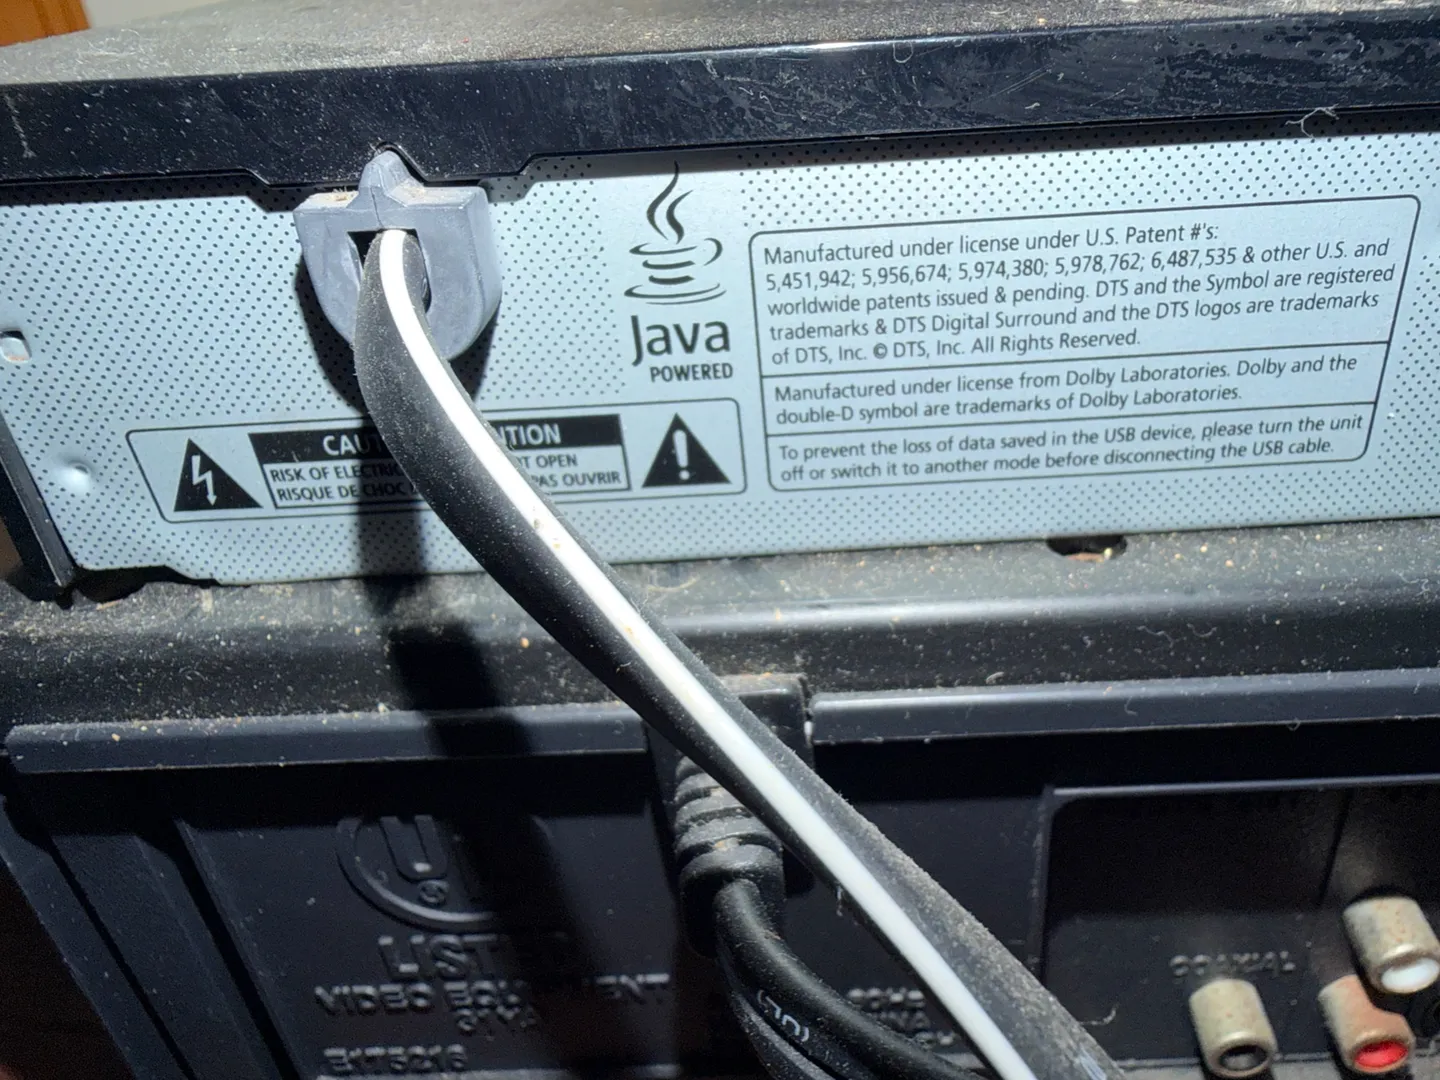 Java
POWERED
Manufactured under license under U.S. Patent #'s:
5,451,942; 5,956,674; 5,974,380; 5,978,762; 6,487,535 & other U.S. and
worldwide patents issued & pending. DTS and the Symbol are registered
trademarks & DTS Digital Surround and the DTS logos are trademarks
of DTS, Inc. © DTS, Inc. All Rights Reserved.
Manufactured under license from Dolby Laboratories. Dolby and the
double-D symbol are trademarks of Dolby Laboratories.
To prevent the loss of data saved in the USB device, please turn the unit
off or switch it to another mode before disconnecting the USB cable.
RISK OF
OPEN
RISQUE DE CHOC
PAS OUVRIR
COAXIAL
VIDEO
E175216